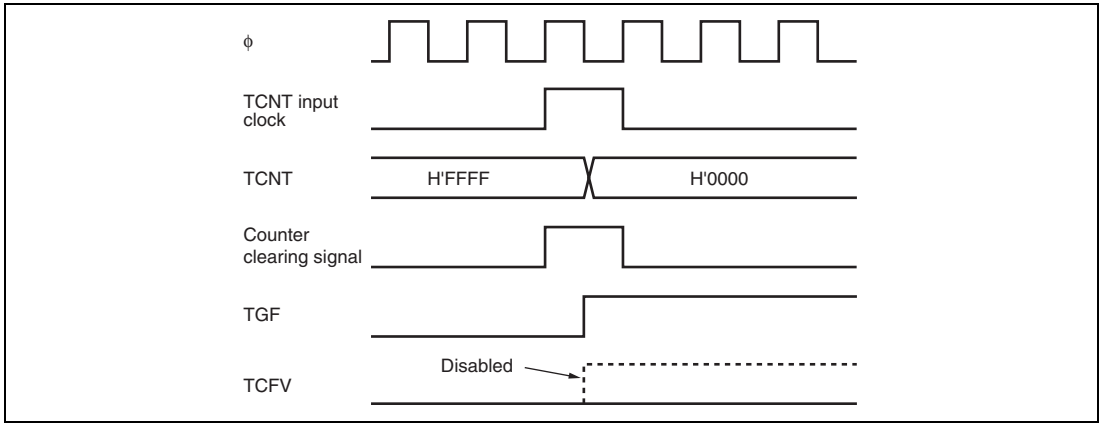 ϕ
TCNT input
clock
TCNT
H'FFFF
H'0000
Counter
clearing signal
TGF
Disabled
TCFV